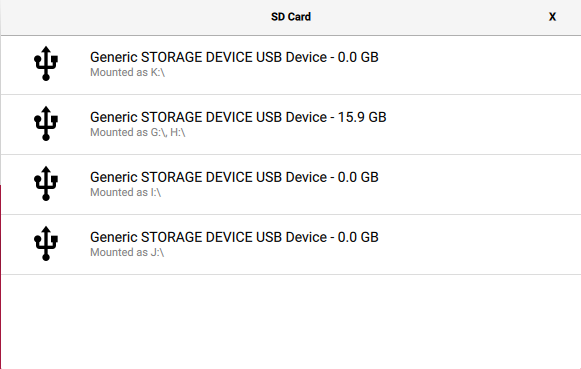 SD Card
X
Generic STORAGE DEVICE USB Device - 0.0 GB
Mounted as K:\
Generic STORAGE DEVICE USB Device - 15.9 GB
Mounted as G:\, H:\
Generic STORAGE DEVICE USB Device - 0.0 GB
Mounted as I:\
Generic STORAGE DEVICE USB Device - 0.0 GB
Mounted as J:\